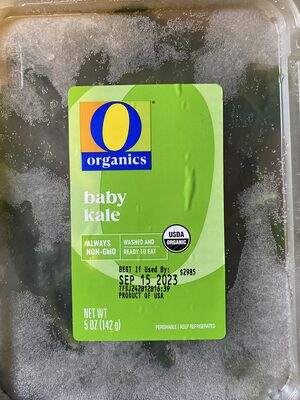 O
organics
baby
kale
ALWAYS
NON-GMO
WASHED AND
READY TO EAT
USDA
ORGANIC
BEST If Used By: s2985
SEP 15 2023
PRODUCT OF USA
NET WT
5 OZ (142 g)
PERISHABLE | KEEP REFRIGERATED